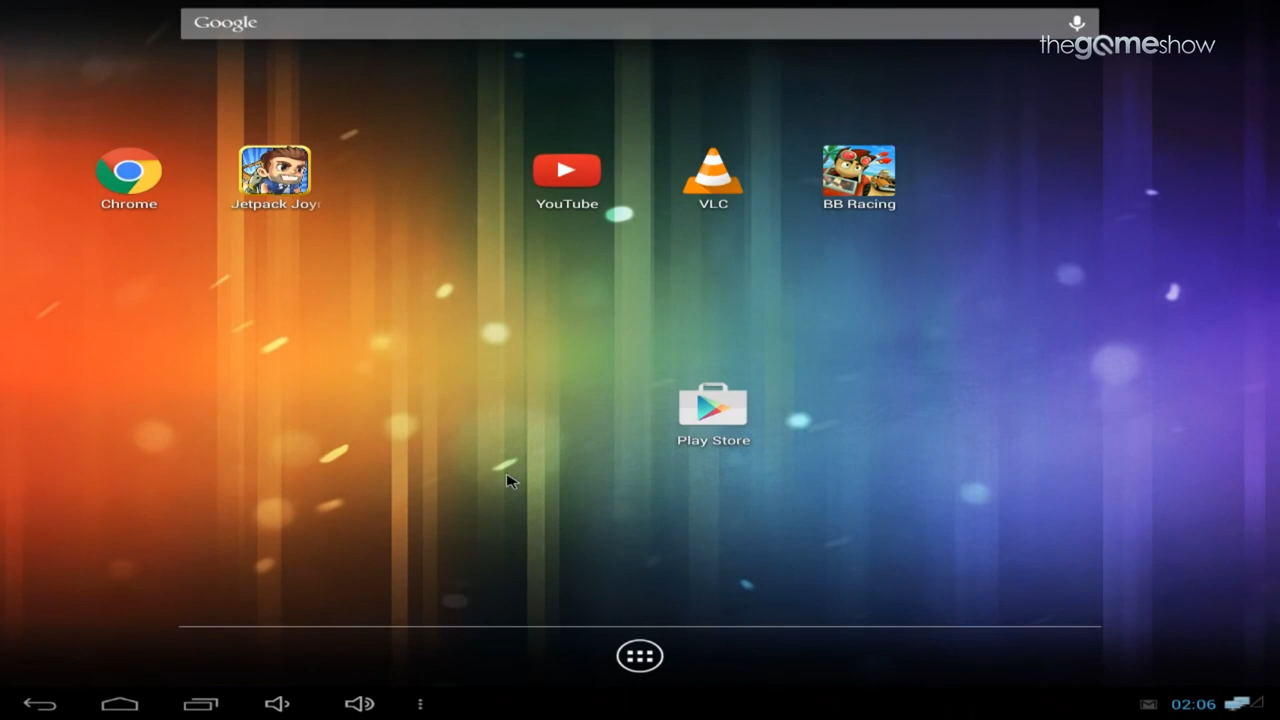 Google
thegameshow
Chrome
Jetpack Joy
YouTube
VLC
BB Racing
Play Store
02:06